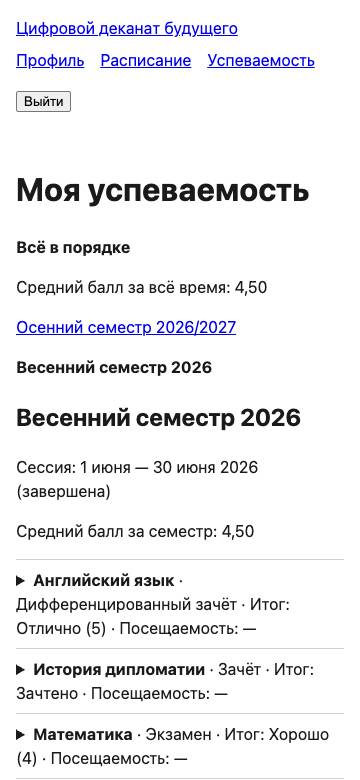 Цифровой деканат будущего
Профиль Расписание Успеваемость
Выйти
Моя успеваемость
Всё в порядке
Средний балл за всё время: 4,50
Осенний семестр 2026/2027
Весенний семестр 2026
Весенний семестр 2026
Сессия: 1 июня — 30 июня 2026
(завершена)
Средний балл за семестр: 4,50
Английский язык ·
Дифференцированный зачёт · Итог:
Отлично (5) · Посещаемость: —
История дипломатии · Зачёт · Итог:
Зачтено · Посещаемость: —
Математика · Экзамен · Итог: Хорошо
(4) · Посещаемость: —